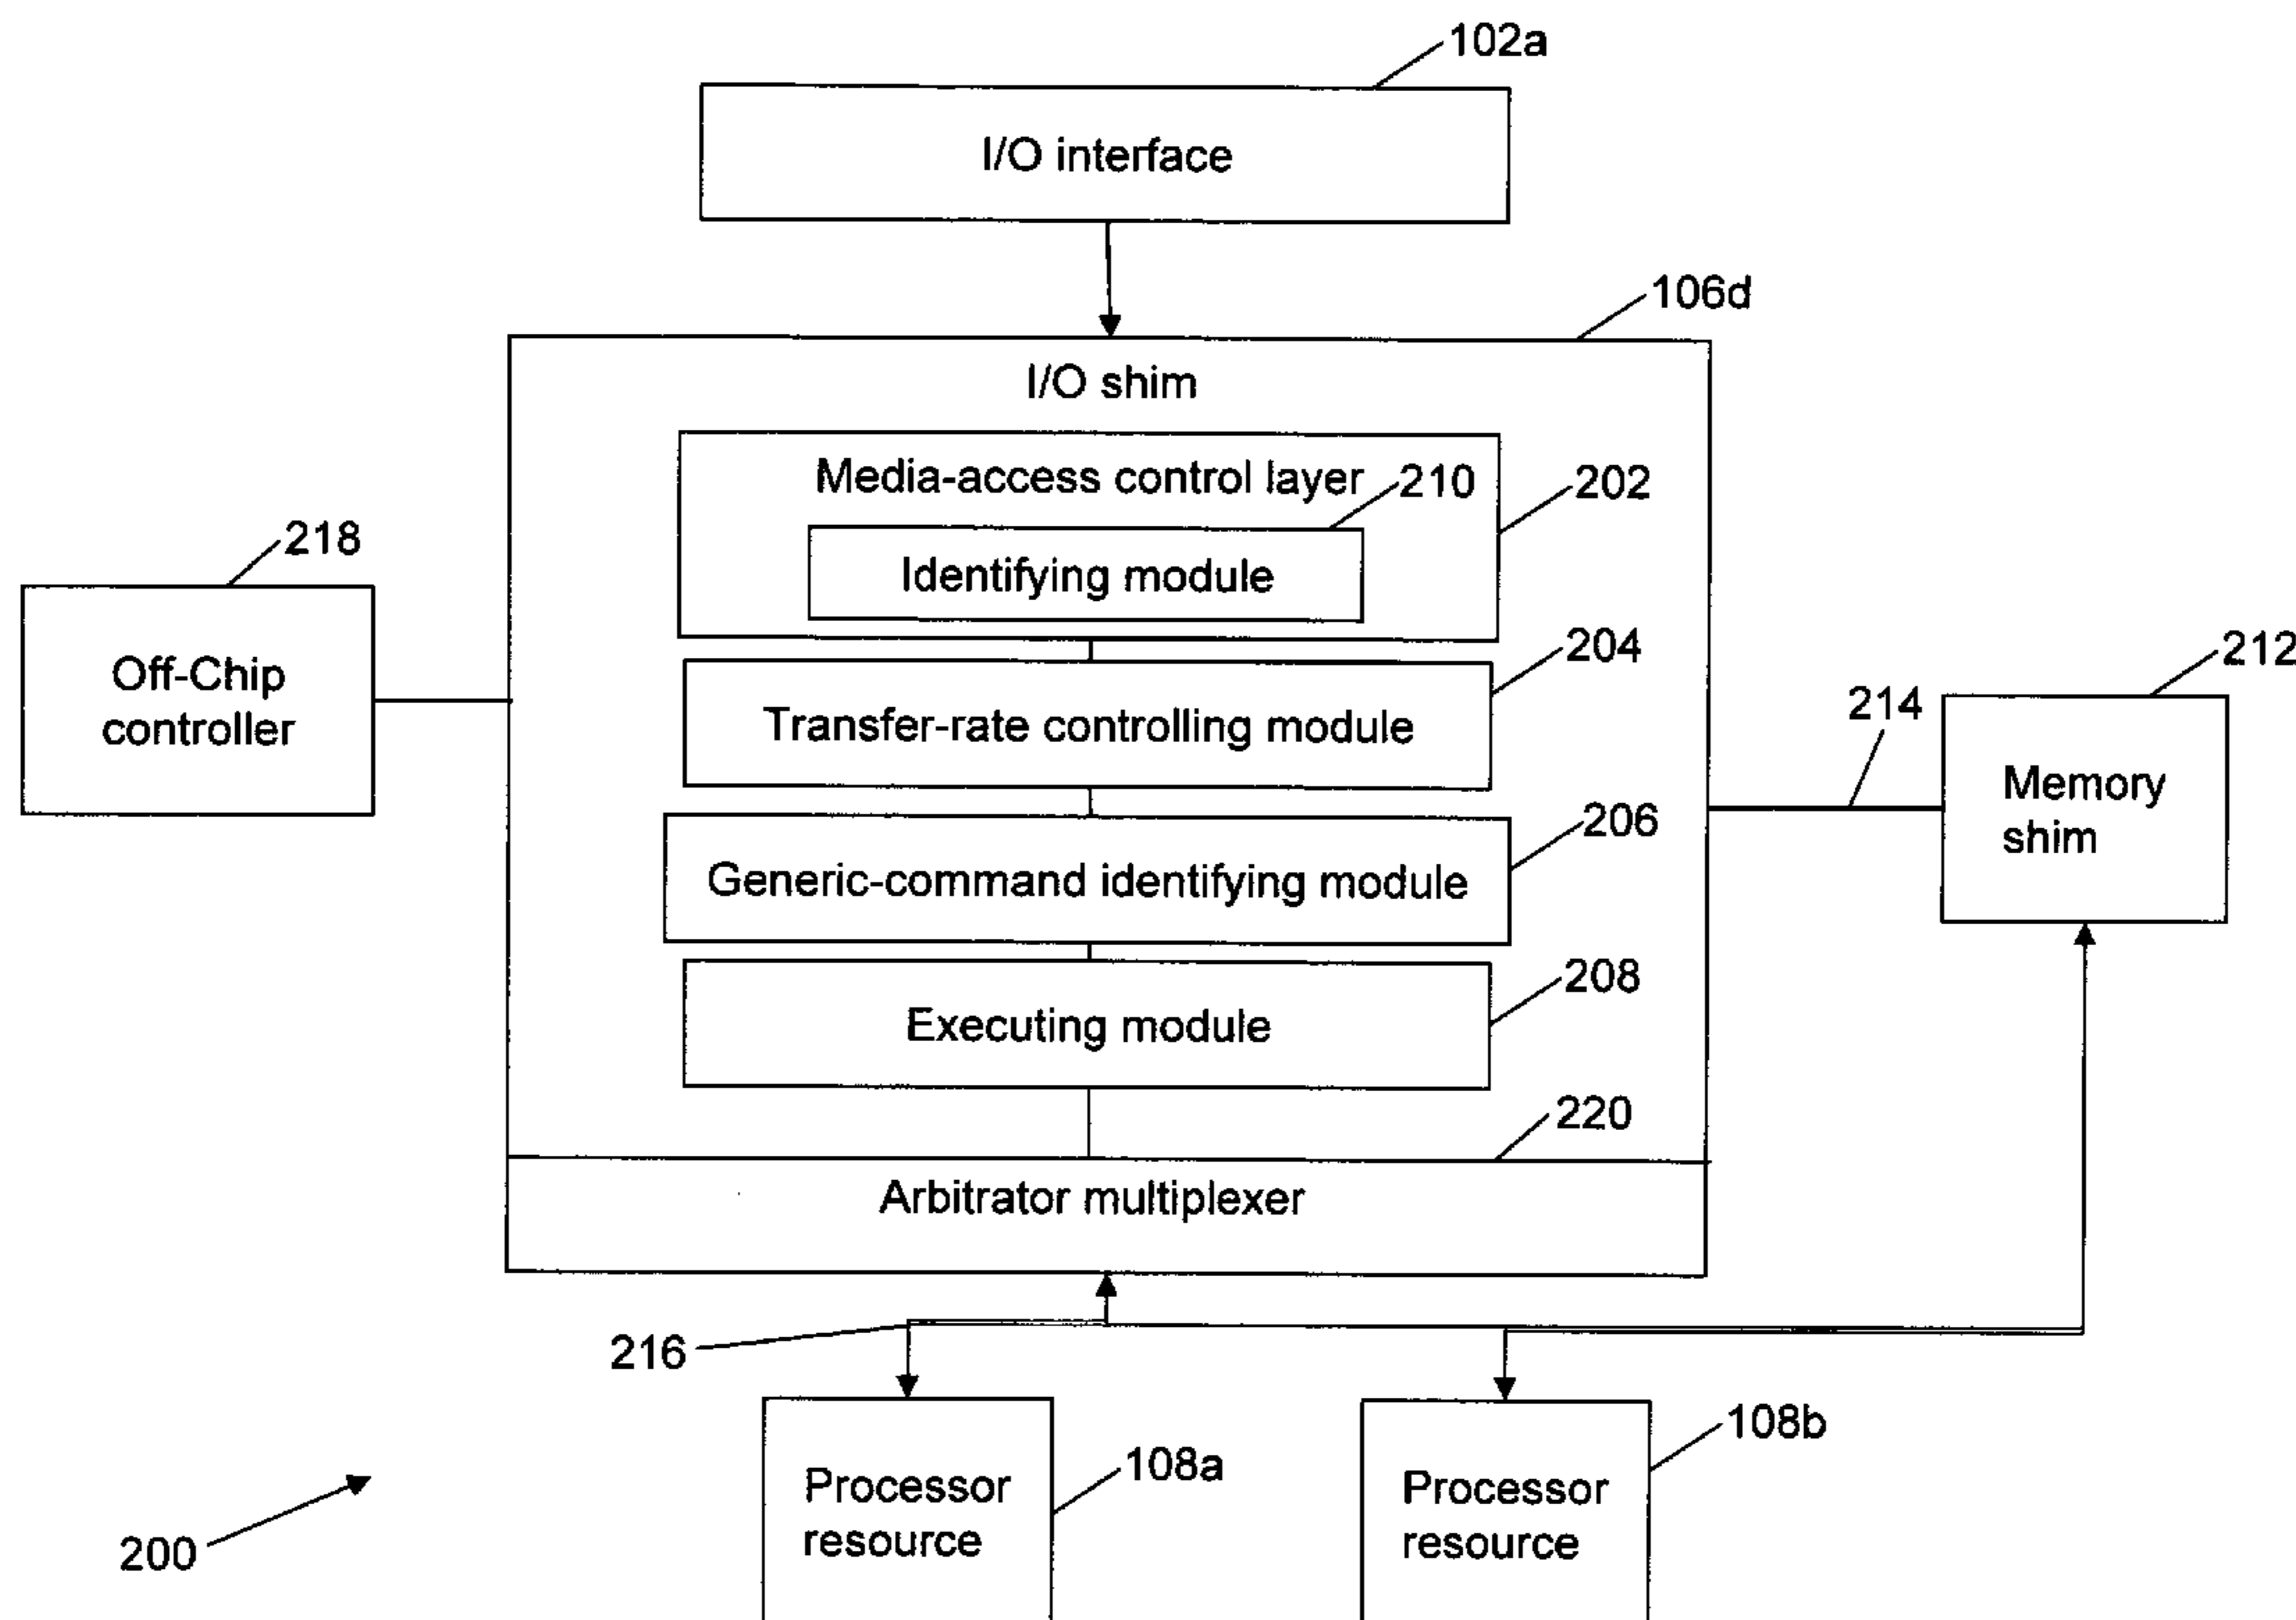 102a
I/O interface
106d
I/O shim
Media-access control layer
210
202
Identifying module
218
Off-Chip
controller
204
Transfer-rate controlling module
212
214
Memory
shim
206
Generic-command identifying module
208
Executing module
220
Arbitrator multiplexer
216
108a
Processor
resource
108b
Processor
resource
200